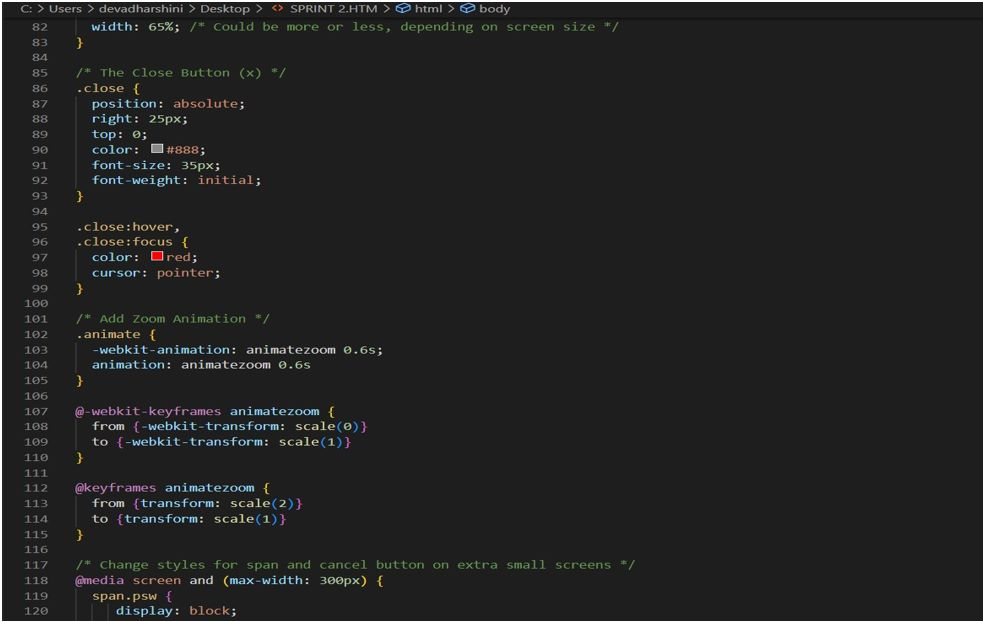 C: > Users > devadharshini > Desktop > <> SPRINT 2.HTM > html > body
82 width: 65%; /* Could be more or less, depending on screen size */
83 }
84
85 /* The Close Button (x) */
86 .close {
87 position: absolute;
88 right: 25px;
89 top: 0;
90 color: #888;
91 font-size: 35px;
92 font-weight: initial;
93 }
94
95 .close:hover,
96 .close:focus {
97 color: red;
98 cursor: pointer;
99 }
100
101 /* Add Zoom Animation */
102 .animate {
103 -webkit-animation: animatezoom 0.6s;
104 animation: animatezoom 0.6s
105 }
106
107 @-webkit-keyframes animatezoom {
108 from {-webkit-transform: scale(0)}
109 to {-webkit-transform: scale(1)}
110 }
111
112 @keyframes animatezoom {
113 from {transform: scale(2)}
114 to {transform: scale(1)}
115 }
116
117 /* Change styles for span and cancel button on extra small screens */
118 @media screen and (max-width: 300px) {
119 span.psw {
120 display: block;